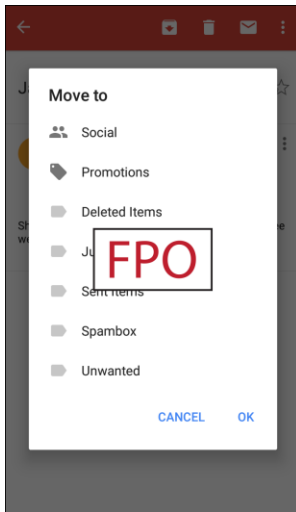 Move to
Social
Promotions
Deleted Items
FPO
Sent Items
Spambox
Unwanted
CANCEL
OK